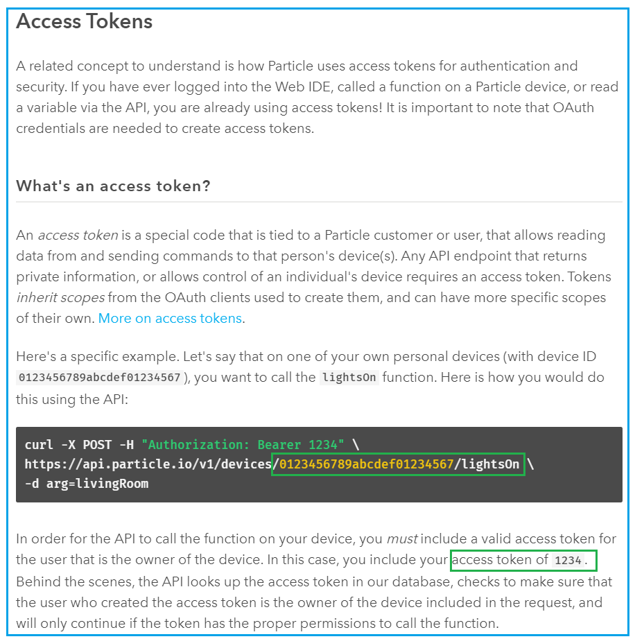 Access Tokens
A related concept to understand is how Particle uses access tokens for authentication and
security. If you have ever logged into the Web IDE, called a function on a Particle device, or read
a variable via the API, you are already using access tokens! It is important to note that OAuth
credentials are needed to create access tokens.
What's an access token?
An access token is a special code that is tied to a Particle customer or user, that allows reading
data from and sending commands to that person's device(s). Any API endpoint that returns
private information, or allows control of an individual's device requires an access token. Tokens
inherit scopes from the OAuth clients used to create them, and can have more specific scopes
of their own. More on access tokens.
Here's a specific example. Let's say that on one of your own personal devices (with device ID
0123456789abcdef01234567), you want to call the lightsOn function. Here is how you would do
this using the API:
curl -X POST -H "Authorization: Bearer 1234" \
https://api.particle.io/v1/devices/0123456789abcdef01234567/lightsOn \
-d arg=livingRoom
In order for the API to call the function on your device, you must include a valid access token for
the user that is the owner of the device. In this case, you include your access token of 1234.
Behind the scenes, the API looks up the access token in our database, checks to make sure that
the user who created the access token is the owner of the device included in the request, and
will only continue if the token has the proper permissions to call the function.